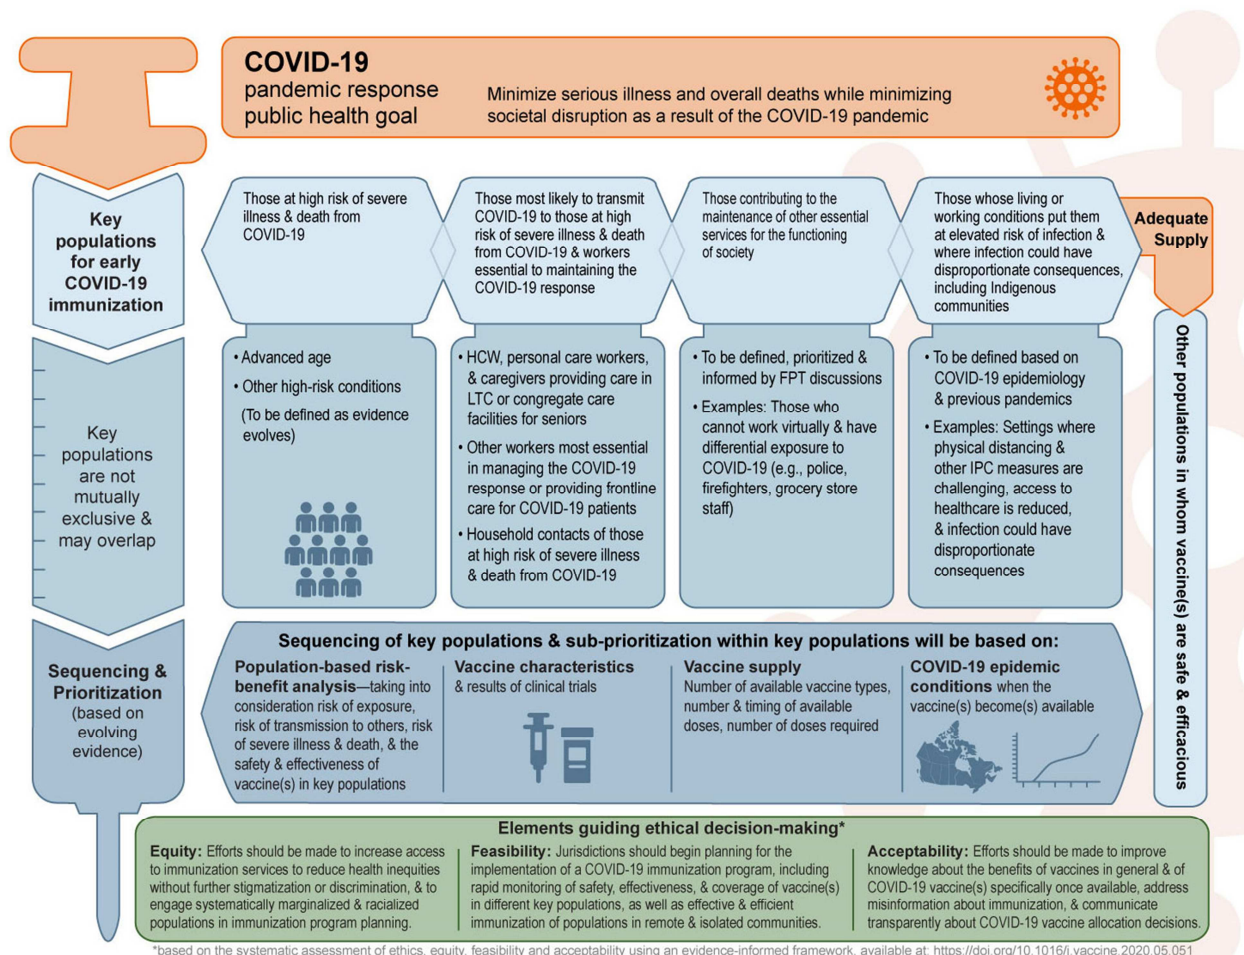 COVID-19
pandemic response
public health goal
Minimize serious illness and overall deaths while minimizing
societal disruption as a result of the COVID-19 pandemic
Key
populations
for early
COVID-19
immunization
Those at high risk of severe
illness & death from
COVID-19
Those most likely to transmit
COVID-19 to those at high
risk of severe illness & death
from COVID-19 & workers
essential to maintaining the
COVID-19 response
Those contributing to the
maintenance of other essential
services for the functioning
of society
Those whose living or
working conditions put them
at elevated risk of infection &
where infection could have
disproportionate consequences,
including Indigenous
communities
Adequate
Supply
Key
populations
are not
mutually
exclusive &
may overlap
• Advanced age
• Other high-risk conditions
(To be defined as evidence
evolves)
• HCW, personal care workers,
& caregivers providing care in
LTC or congregate care
facilities for seniors
• Other workers most essential
in managing the COVID-19
response or providing frontline
care for COVID-19 patients
• Household contacts of those
at high risk of severe illness
& death from COVID-19
• To be defined, prioritized &
informed by FPT discussions
• Examples: Those who
cannot work virtually & have
differential exposure to
COVID-19 (e.g., police,
firefighters, grocery store
staff)
• To be defined based on
COVID-19 epidemiology
& previous pandemics
• Examples: Settings where
physical distancing &
other IPC measures are
challenging, access to
healthcare is reduced,
& infection could have
disproportionate
consequences
Other populations in whom vaccine(s) are safe & efficacious
Sequencing &
Prioritization
(based on
evolving
evidence)
Sequencing of key populations & sub-prioritization within key populations will be based on:
Population-based risk-
benefit analysis—taking into
consideration risk of exposure,
risk of transmission to others, risk
of severe illness & death, & the
safety & effectiveness of
vaccine(s) in key populations
Vaccine characteristics
& results of clinical trials
Vaccine supply
Number of available vaccine types,
number & timing of available
doses, number of doses required
COVID-19 epidemic
conditions when the
vaccine(s) become(s) available
Elements guiding ethical decision-making*
Equity: Efforts should be made to increase access
to immunization services to reduce health inequities
without further stigmatization or discrimination, & to
engage systematically marginalized & racialized
populations in immunization program planning.
Feasibility: Jurisdictions should begin planning for the
implementation of a COVID-19 immunization program, including
rapid monitoring of safety, effectiveness, & coverage of vaccine(s)
in different key populations, as well as effective & efficient
immunization of populations in remote & isolated communities.
Acceptability: Efforts should be made to improve
knowledge about the benefits of vaccines in general & of
COVID-19 vaccine(s) specifically once available, address
misinformation about immunization, & communicate
transparently about COVID-19 vaccine allocation decisions.
*based on the systematic assessment of ethics, equity, feasibility and acceptability using an evidence-informed framework, available at: https://doi.org/10.1016/j.vaccine.2020.05.051